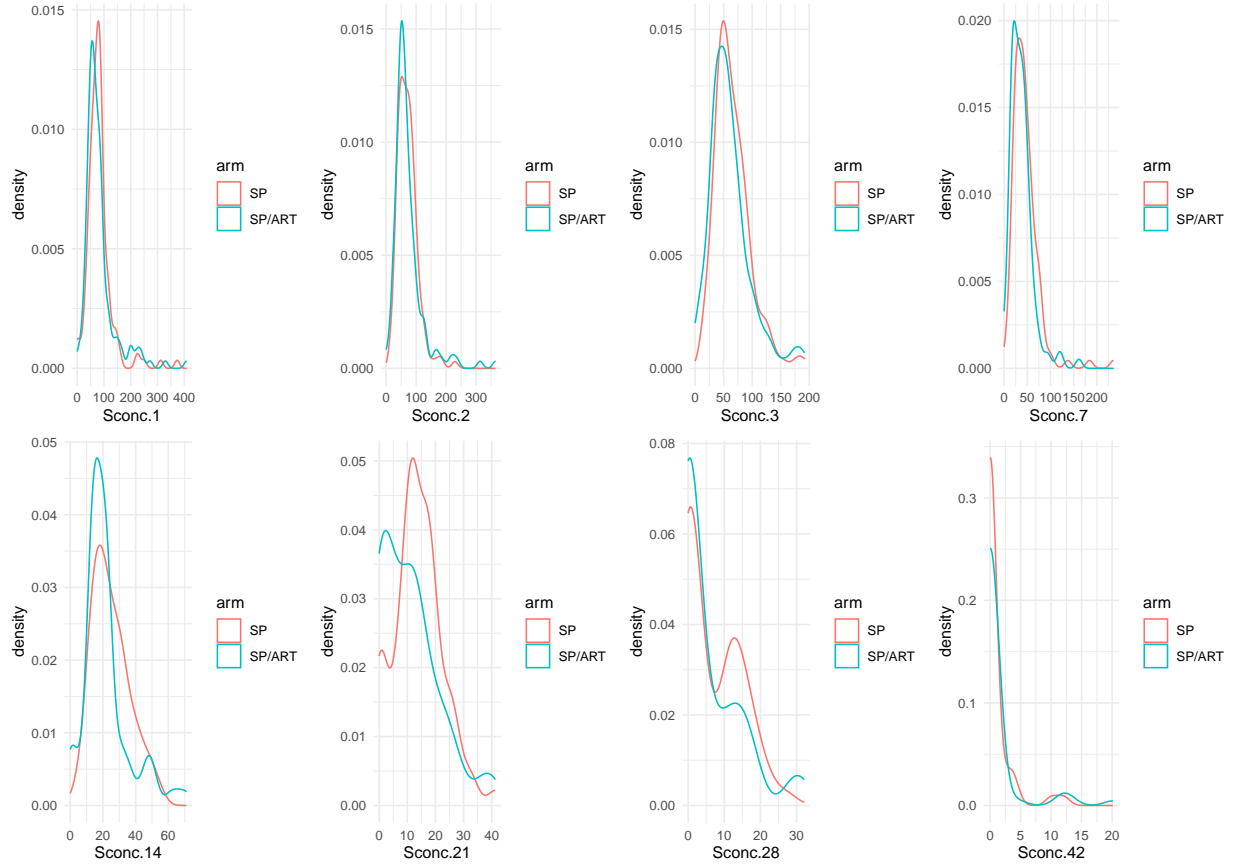 0.015
0.010
0.005
0.000
density
0 100 200 300 400
Sconc.1
arm
SP
SP/ART
0.015
0.010
0.005
0.000
density
0 100 200 300
Sconc.2
arm
SP
SP/ART
0.015
0.010
0.005
0.000
density
0 50 100 150 200
Sconc.3
arm
SP
SP/ART
0.020
0.015
0.010
0.005
0.000
density
0 50 100 150 200
Sconc.7
arm
SP
SP/ART
0.05
0.04
0.03
0.02
0.01
0.00
density
0 20 40 60
Sconc.14
arm
SP
SP/ART
0.05
0.04
0.03
0.02
0.01
0.00
density
0 10 20 30 40
Sconc.21
arm
SP
SP/ART
0.08
0.06
0.04
0.02
0.00
density
0 10 20 30
Sconc.28
arm
SP
SP/ART
0.3
0.2
0.1
0.0
density
0 5 10 15 20
Sconc.42
arm
SP
SP/ART